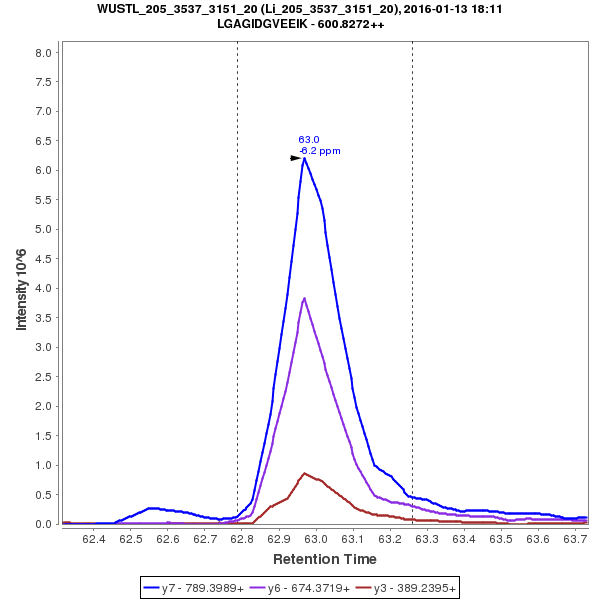 WUSTL_205_3537_3151_20 (Li_205_3537_3151_20), 2016-01-13 18:11
LGAGIDGVEEIK - 600.8272++
8.0
7.5
7.0
6.5
6.0
5.5
5.0
4.5
4.0
3.5
3.0
2.5
2.0
1.5
1.0
0.5
0.0
Intensity 10^6
63.0
-6.2 ppm
62.4 62.5 62.6 62.7 62.8 62.9 63.0 63.1 63.2 63.3 63.4 63.5 63.6 63.7
Retention Time
y7 - 789.3989+ y6 - 674.3719+ y3 - 389.2395+